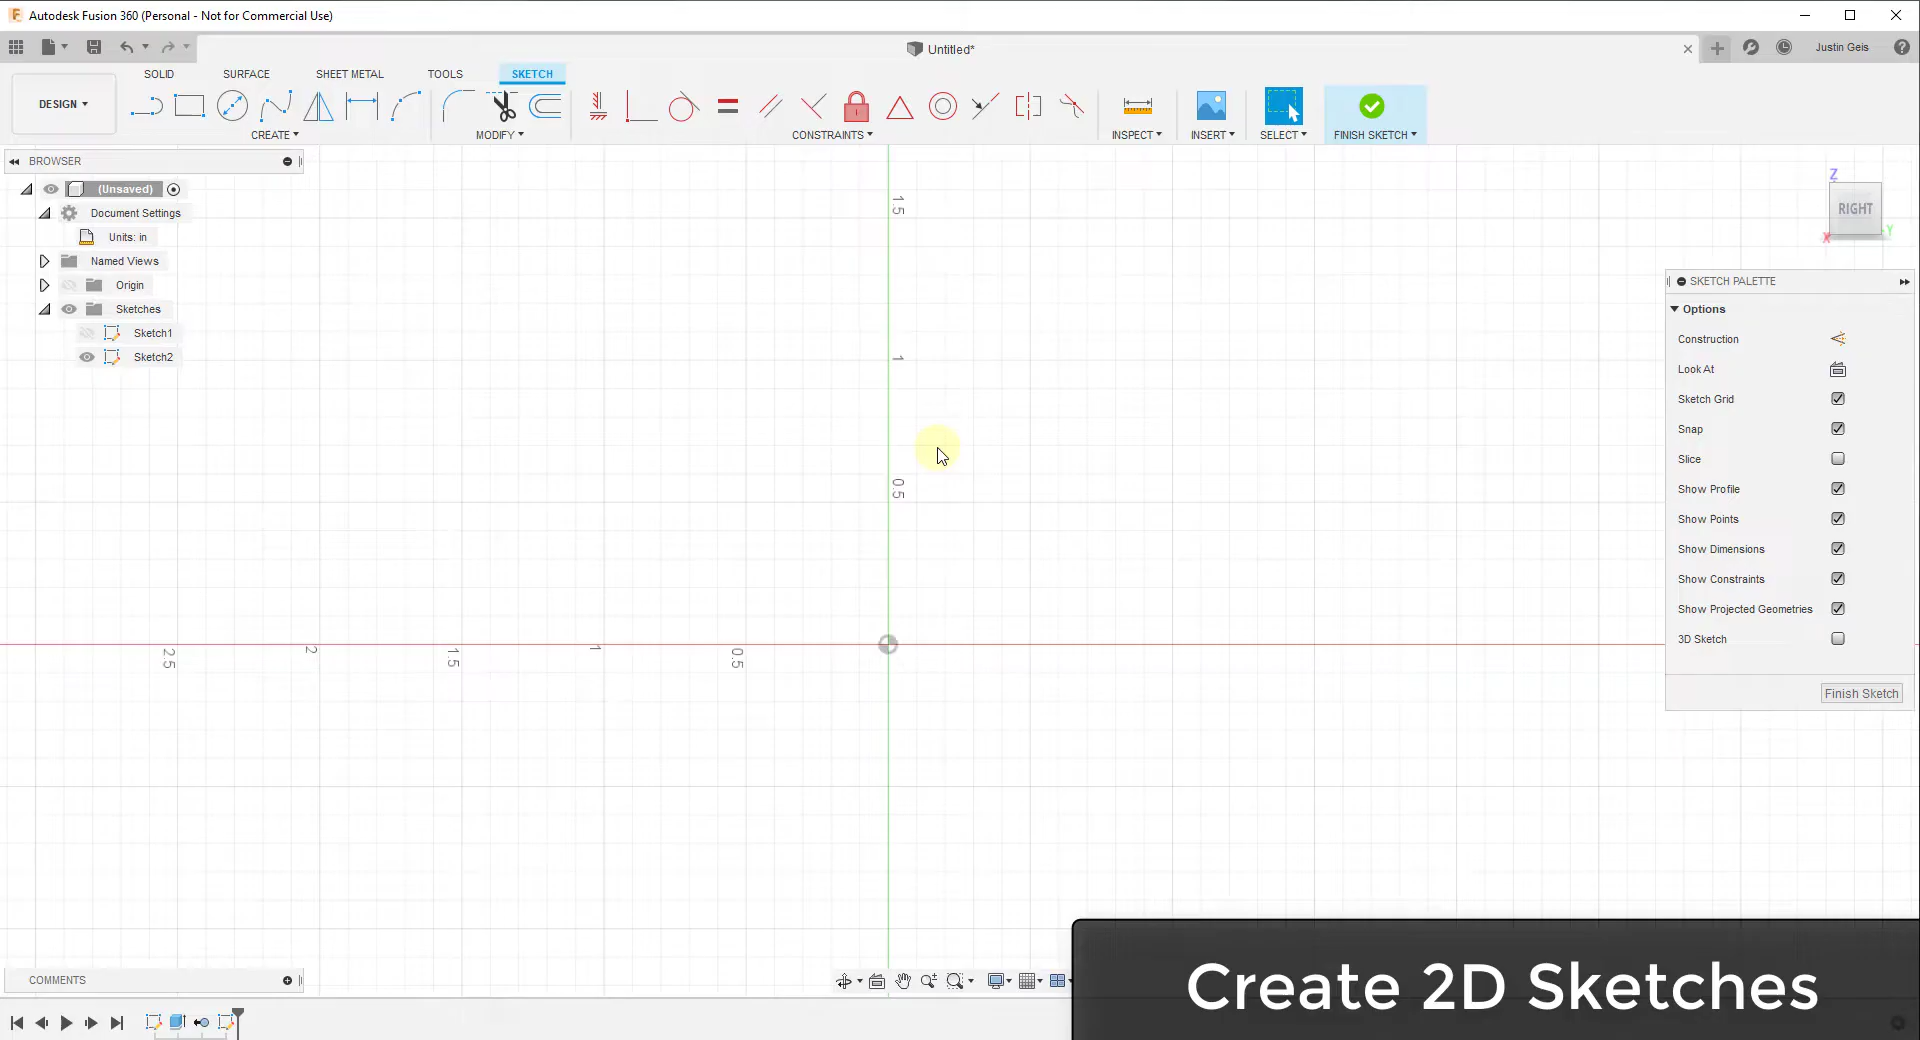 Autodesk Fusion 360 (Personal - Not for Commercial Use)
Untitled*
Justin Geis
SOLID SURFACE SHEET METAL TOOLS SKETCH
DESIGN
CREATE MODIFY CONSTRAINTS INSPECT INSERT SELECT FINISH SKETCH
BROWSER
(Unsaved)
Document Settings
Units: in
Named Views
Origin
Sketches
Sketch1
Sketch2
1.5
1
0.5
2.5 2 1.5 1 0.5
Z
RIGHT
X Y
SKETCH PALETTE
Options
Construction
Look At
Sketch Grid
Snap
Slice
Show Profile
Show Points
Show Dimensions
Show Constraints
Show Projected Geometries
3D Sketch
Finish Sketch
COMMENTS
Create 2D Sketches